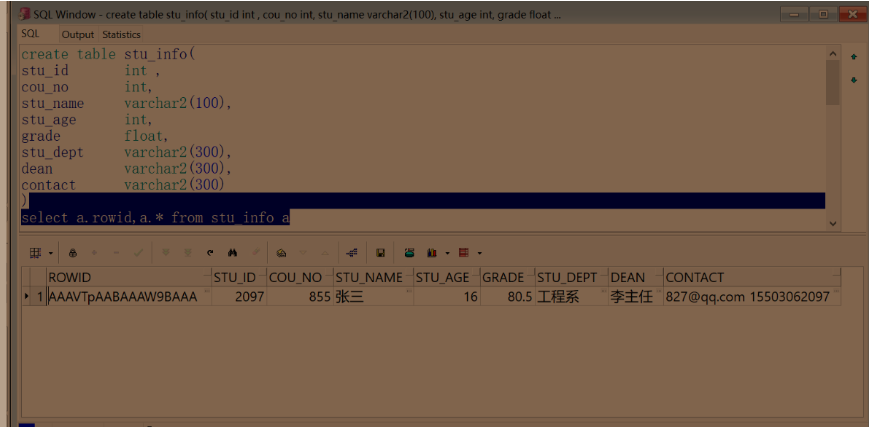 SQL Window - create table stu_info( stu_id int , cou_no int, stu_name varchar2(100), stu_age int, grade float ...
SQL Output Statistics
create table stu_info(
stu_id int ,
cou_no int,
stu_name varchar2(100),
stu_age int,
grade float,
stu_dept varchar2(300),
dean varchar2(300),
contact varchar2(300)
)
select a.rowid,a.* from stu_info a
ROWID STU_ID COU_NO STU_NAME STU_AGE GRADE STU_DEPT DEAN CONTACT
1 AAAVTpAABAAAW9BAAA 2097 855 张三 16 80.5 工程系 李主任 827@qq.com 15503062097